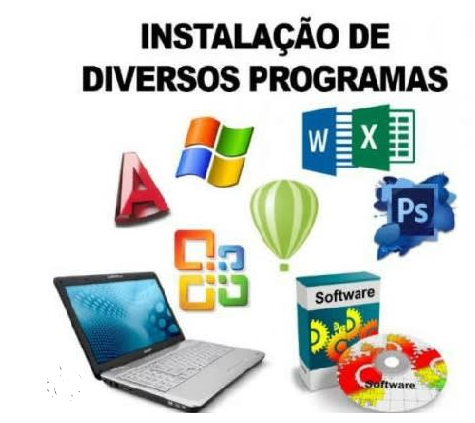 INSTALAÇÃO DE
DIVERSOS PROGRAMAS
W X
Ps
A
Software
Software